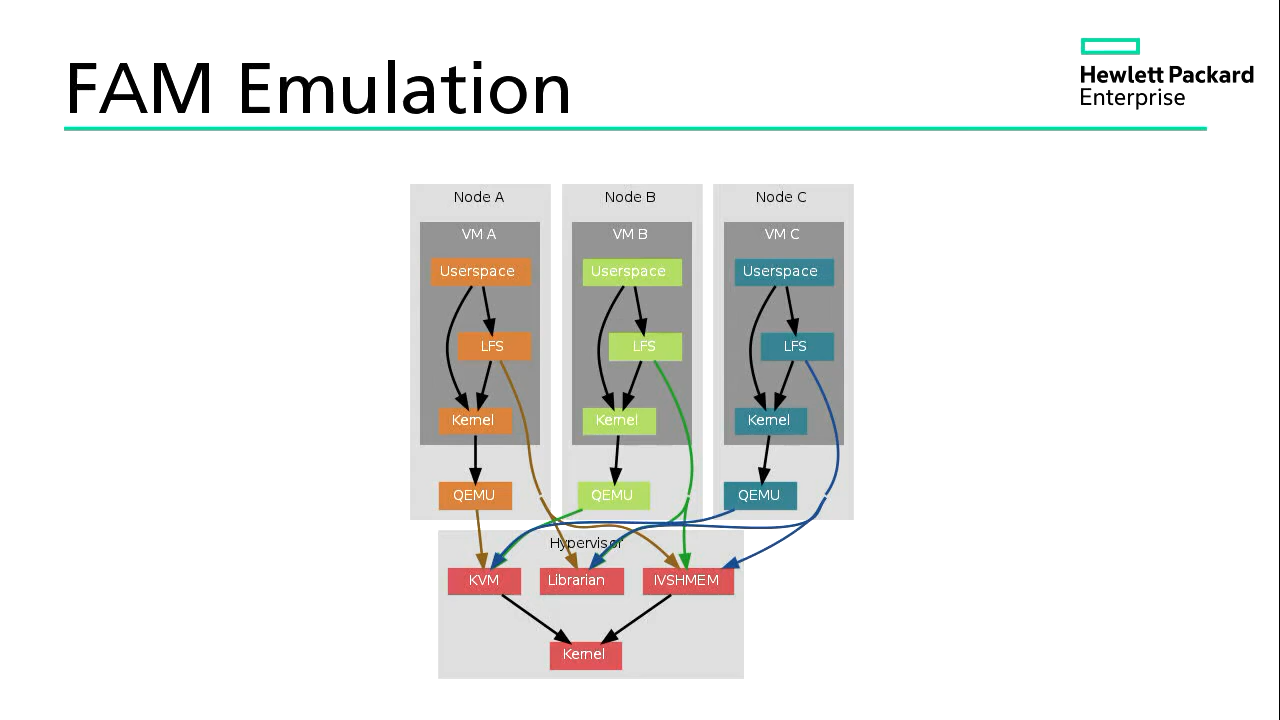 FAM Emulation
Hewlett Packard
Enterprise
Node A
Node B
Node C
VM A
VM B
VM C
Userspace
Userspace
Userspace
LFS
LFS
LFS
Kernel
Kernel
Kernel
QEMU
QEMU
QEMU
Hypervisor
KVM
Librarian
IVSHMEM
Kernel